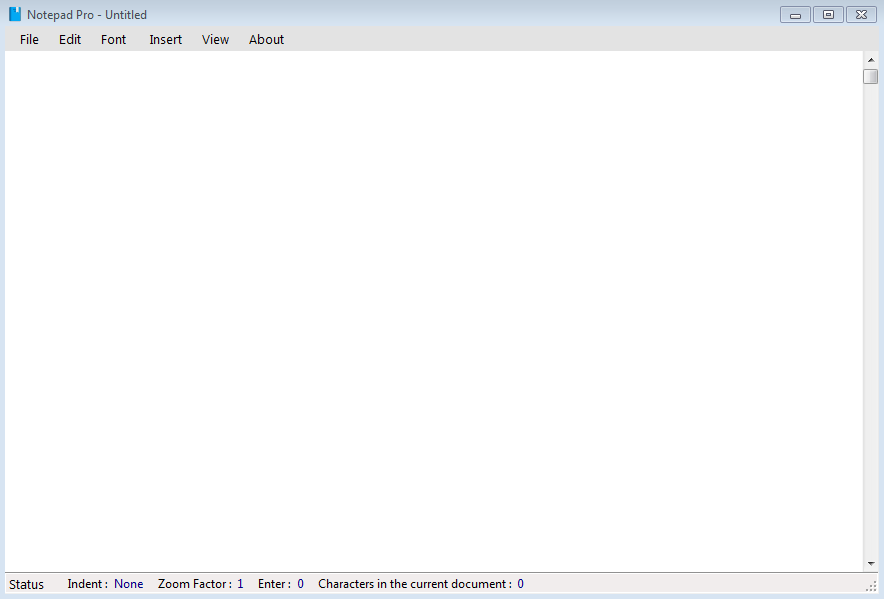 Notepad Pro - Untitled
File Edit Font Insert View About
Status Indent : None Zoom Factor : 1 Enter : 0 Characters in the current document : 0